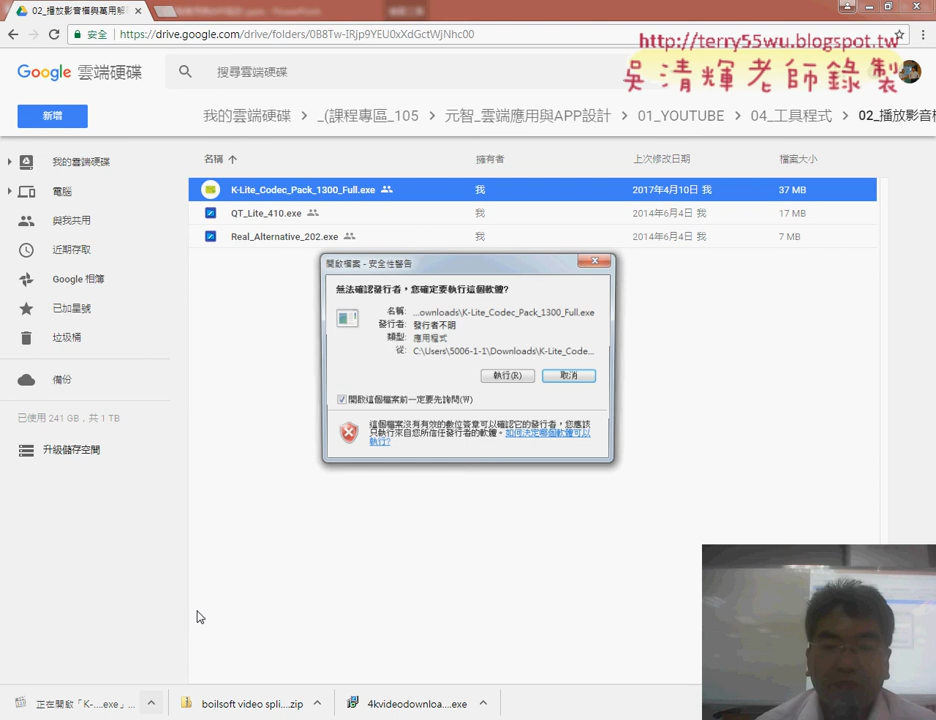 02_播放影音檔與萬用解
安全
https://drive.google.com/drive/folders/0B8Tw-IRjp9YEU0xXdGctWjNhc00
http://terry55wu.blogspot.tw
吳清輝老師錄製
Google 雲端硬碟
搜尋雲端硬碟
新增
我的雲端硬碟 > _(課程專區_105 > 元智_雲端應用與APP設計 > 01_YOUTUBE > 04_工具程式 > 02_播放影音檔
名稱 擁有者 上次修改日期 檔案大小
K-Lite_Codec_Pack_1300_Full.exe 我 2017年4月10日 我 37 MB
QT_Lite_410.exe 我 2014年6月4日 我 17 MB
Real_Alternative_202.exe 我 2014年6月4日 我 7 MB
我的雲端硬碟
電腦
與我共用
近期存取
Google 相簿
已加星號
垃圾桶
備份
已使用 241 GB，共 1 TB
升級儲存空間
開啟檔案 - 安全性警告
無法確認發行者，您確定要執行這個軟體?
名稱: ...ownloads\K-Lite_Codec_Pack_1300_Full.exe
發行者: 發行者不明
類型: 應用程式
從: C:\Users\5006-1-1\Downloads\K-Lite_Code...
執行(R) 取消
開啟這個檔案前一定要先詢問(W)
這個檔案沒有有效的數位簽章可以確認它的發行者，您應該
只執行來自您所信任發行者的軟體。如何決定哪個軟體可以
執行?
正在開啟「K-....exe」...
boilsoft video spli....zip
4kvideodownloa....exe